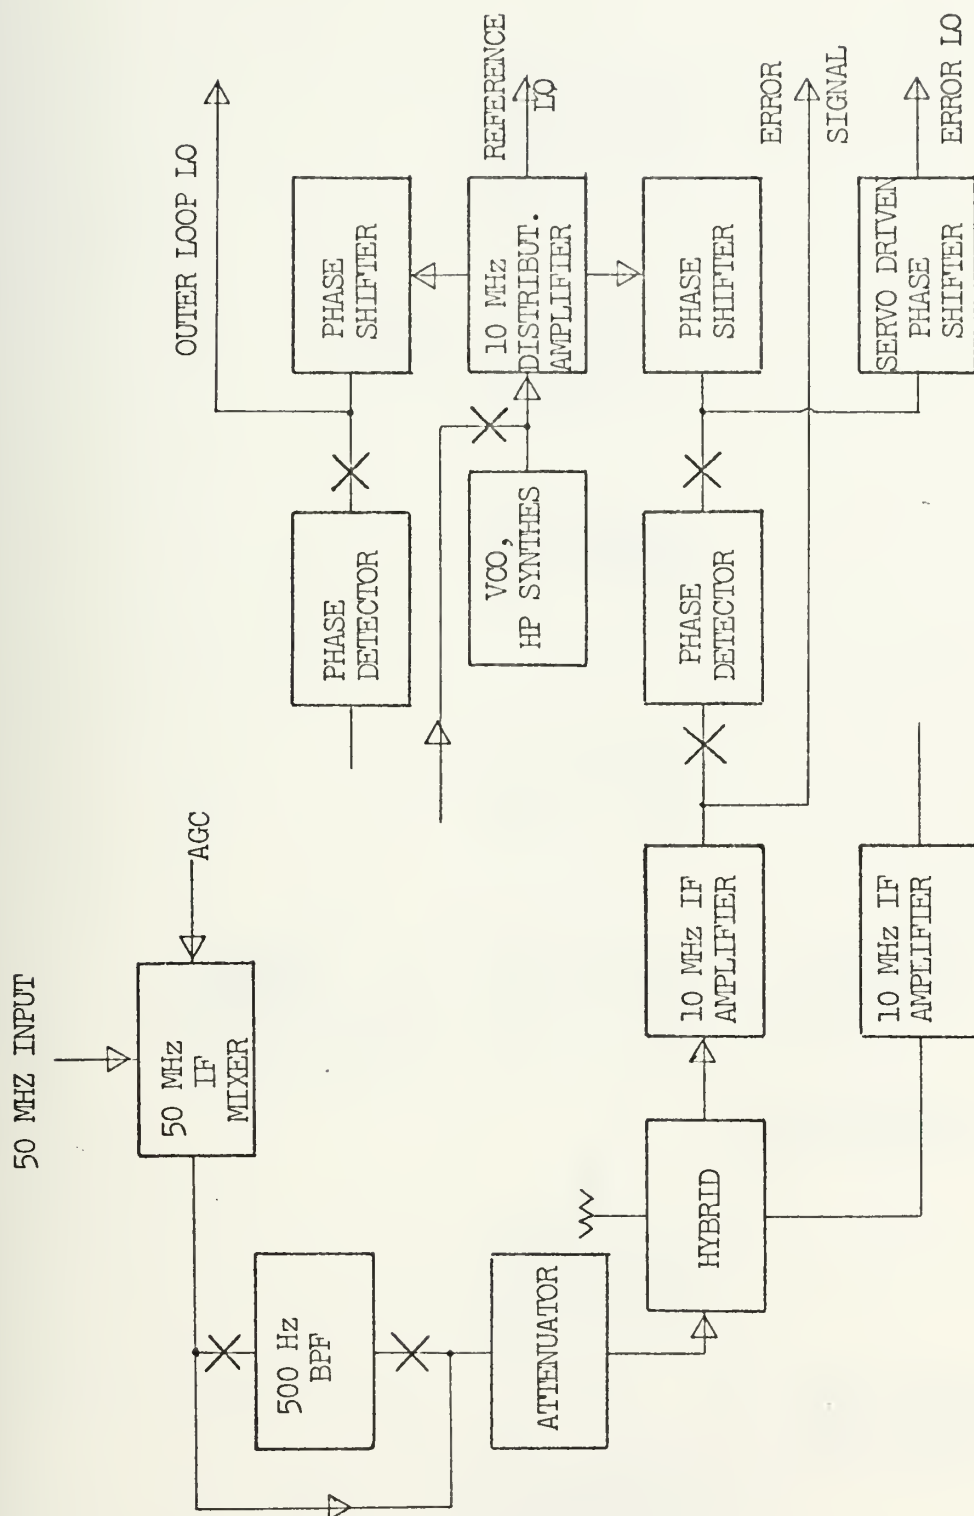 50 MHZ INPUT
50 MHz
IF
MIXER
AGC
500 Hz
BPF
ATTENUATOR
HYBRID
10 MHz IF
AMPLIFIER
10 MHz IF
AMPLIFIER
PHASE
DETECTOR
VCO,
HP SYNTHES
PHASE
DETECTOR
OUTER LOOP LO
PHASE
SHIFTER
10 MHz
DISTRIBUT.
AMPLIFIER
REFERENCE
LO
PHASE
SHIFTER
ERROR
SIGNAL
SERVO DRIVEN
PHASE
SHIFTER
ERROR LO